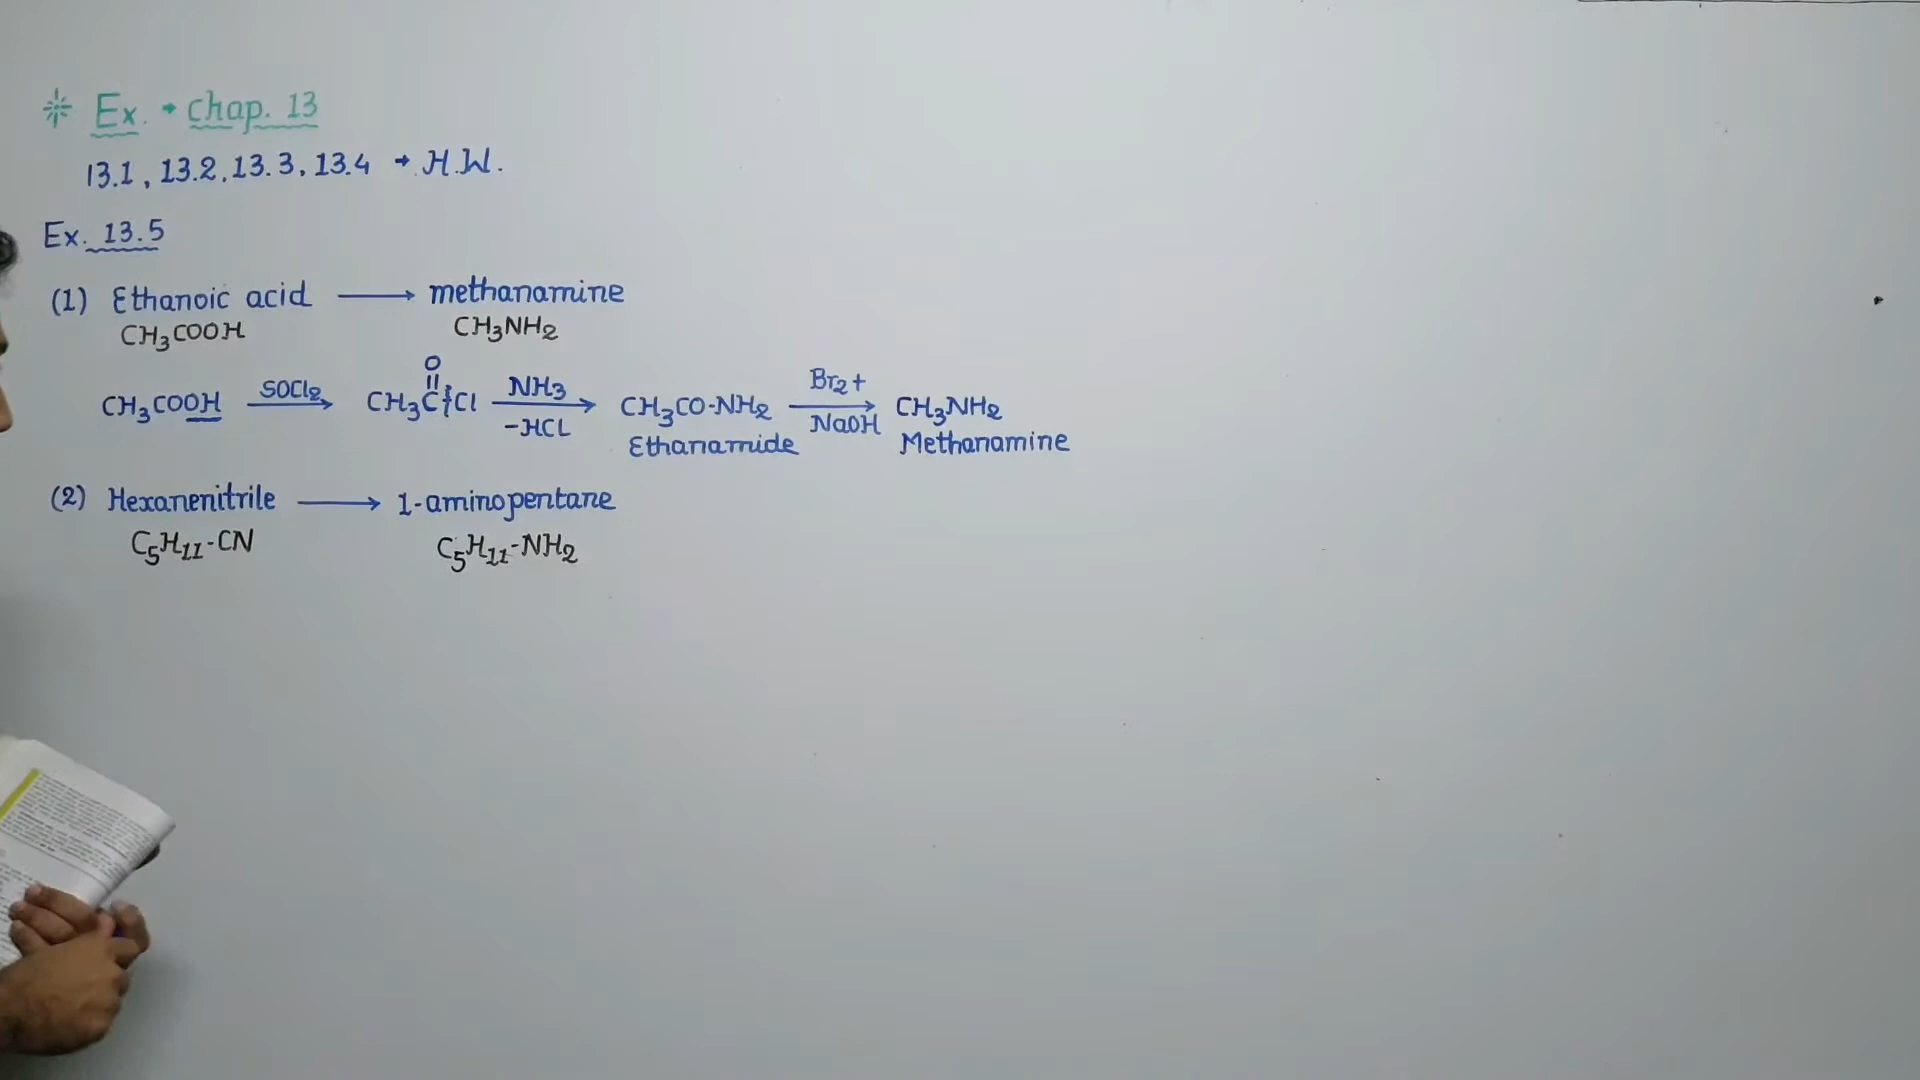 Ex. → chap. 13
13.1, 13.2, 13.3, 13.4 → H.W.
Ex. 13.5
(1) Ethanoic acid ⟶ methanamine
CH₃COOH CH₃NH₂
O
CH₃COOH SOCl₂ ⟶ CH₃C Cl NH₃ ⟶ -HCL CH₃CO-NH₂ Br₂+ ⟶ NaOH CH₃NH₂
Ethanamide Methanamine
(2) Hexanenitrile ⟶ 1-aminopentane
C₅H₁₁-CN C₅H₁₁-NH₂